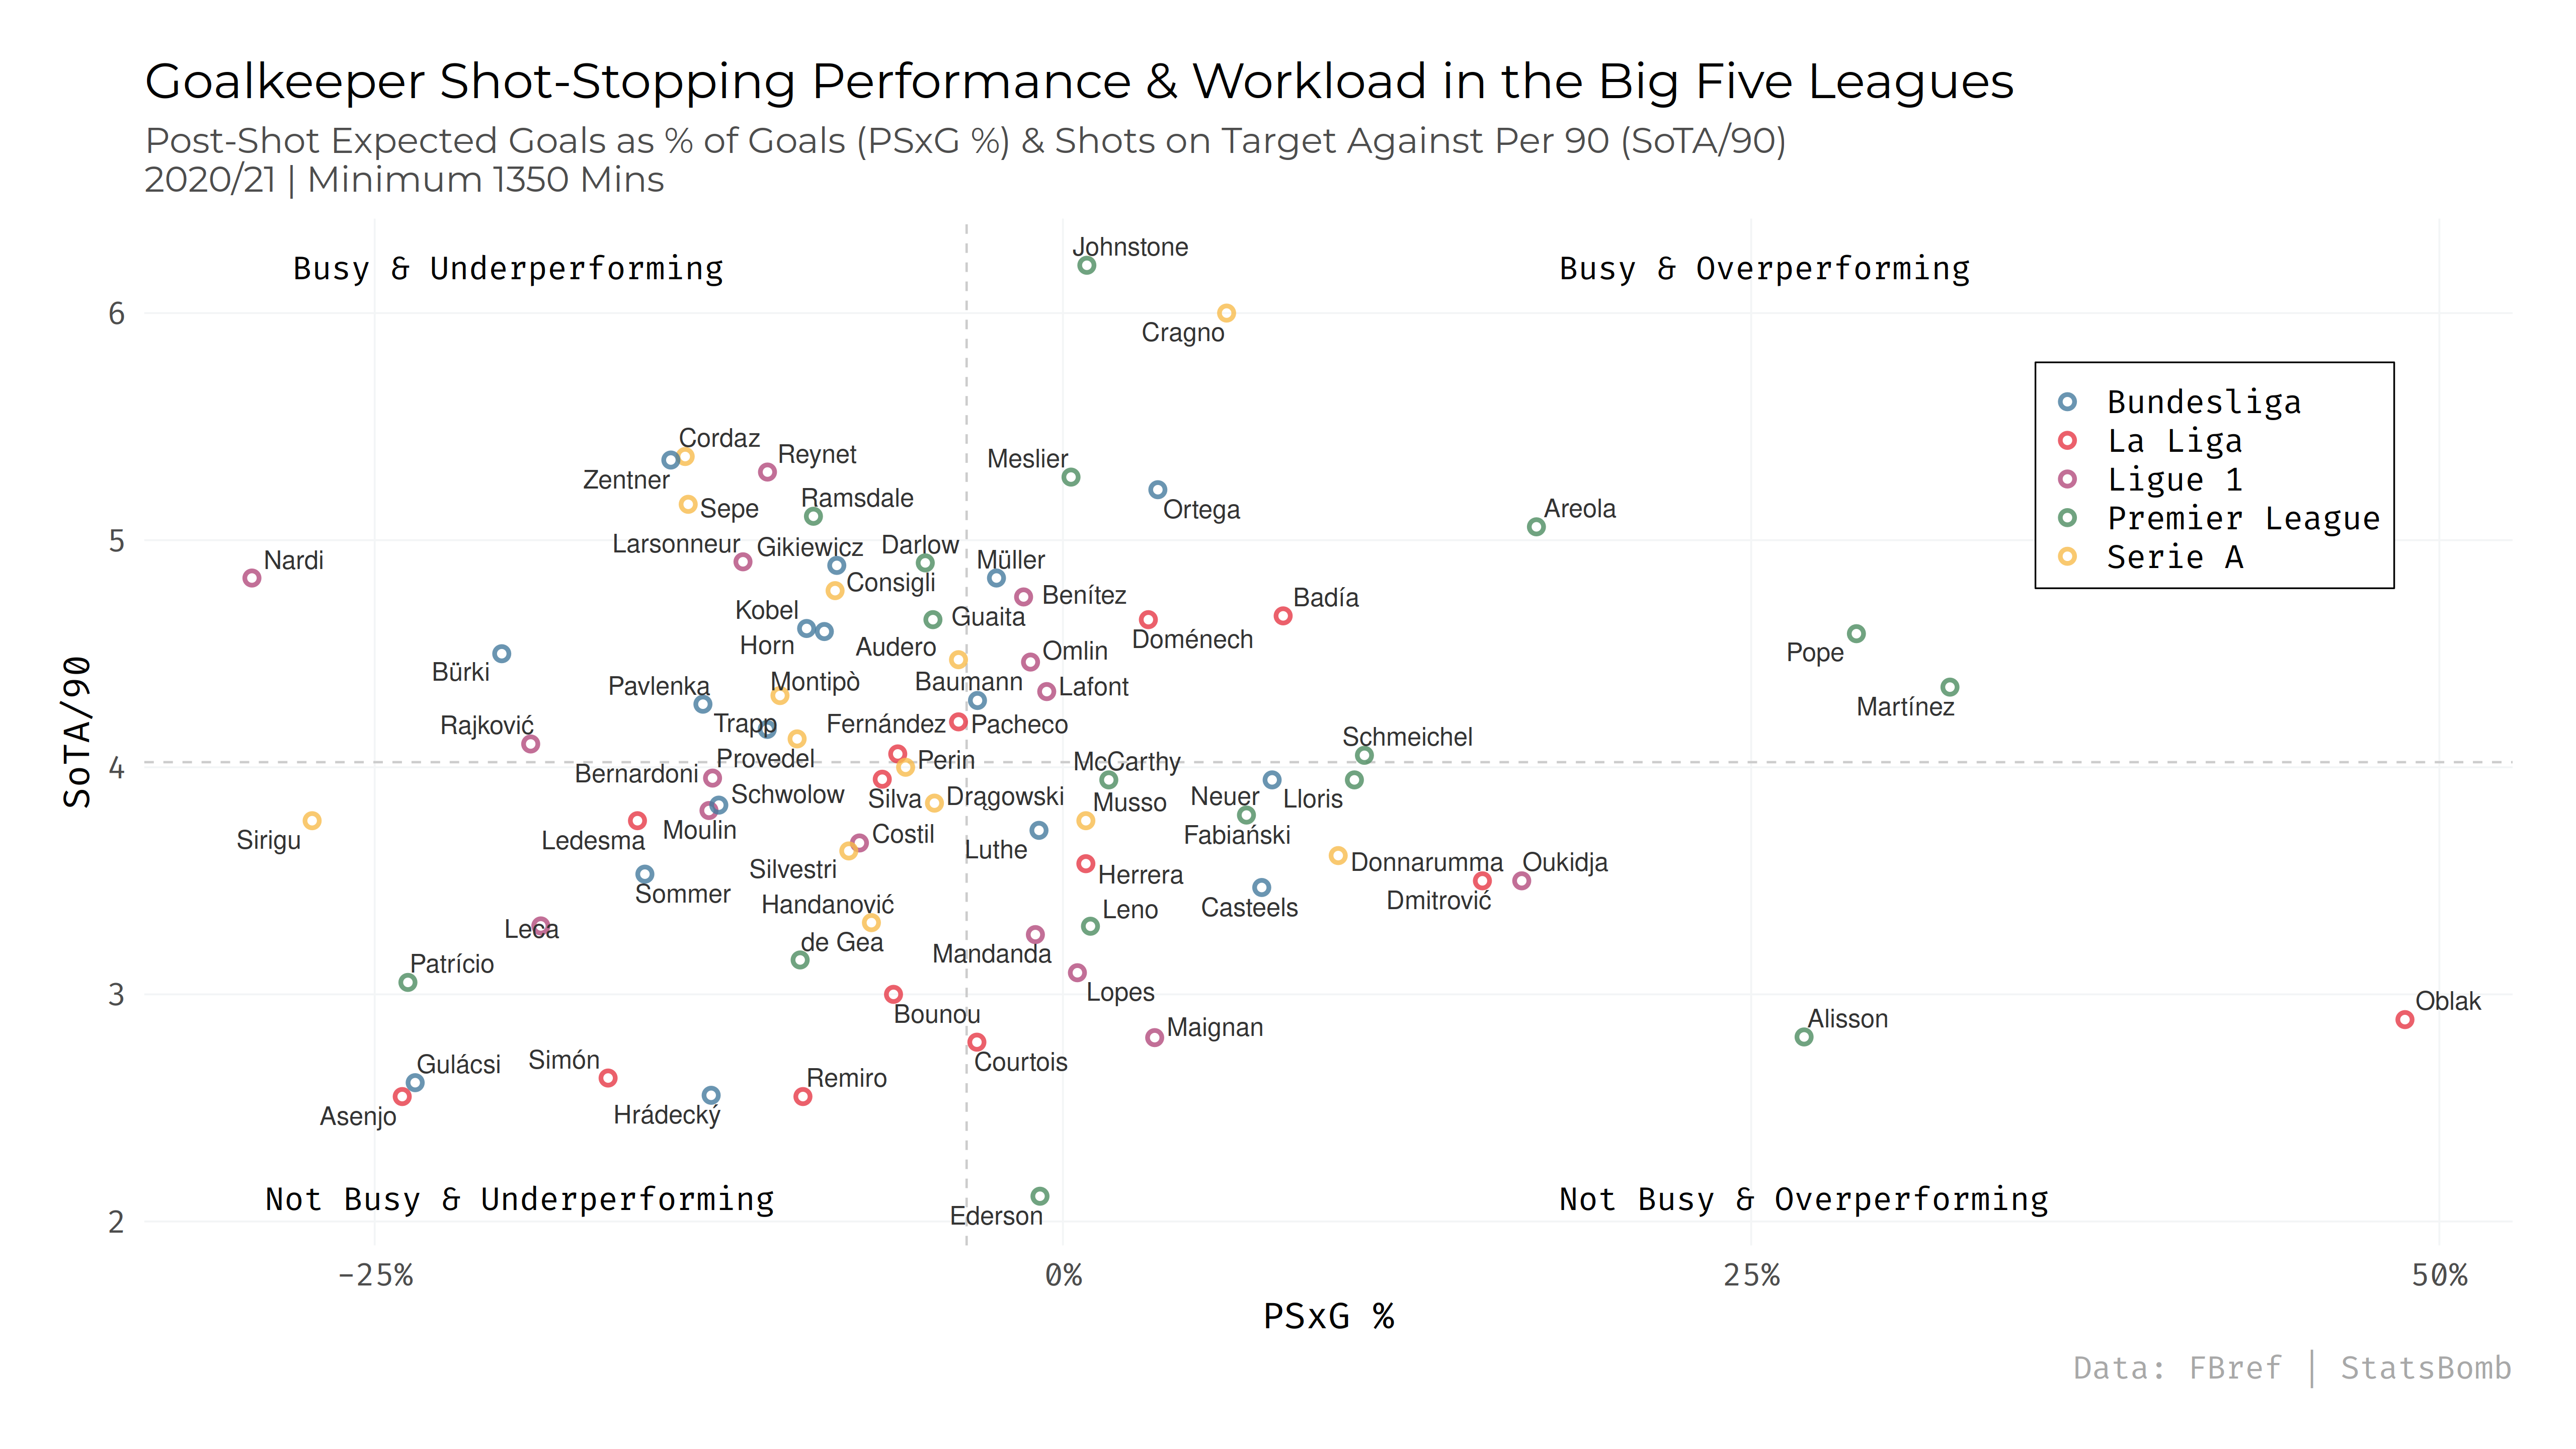 Goalkeeper Shot-Stopping Performance & Workload in the Big Five Leagues
Post-Shot Expected Goals as % of Goals (PSxG %) & Shots on Target Against Per 90 (SoTA/90)
2020/21 | Minimum 1350 Mins
Johnstone
Busy & Underperforming
Busy & Overperforming
6
Cragno
Bundesliga
La Liga
Ligue 1
Premier League
Serie A
Cordaz
Reynet
Meslier
Zentner
Ramsdale
Sepe
Ortega
Areola
5
Larsonneur
Gikiewicz
Darlow
Müller
Nardi
Consigli
Benítez
Badía
Kobel
Guaita
Doménech
Horn
Audero
Omlin
Pope
Bürki
Pavlenka
Montipò
Baumann
Lafont
Martínez
Rajković
Trapp
Fernández
Pacheco
Schmeichel
SoTA/90
4
Provedel
Perin
McCarthy
Bernardoni
Schwolow
Silva
Drągowski
Musso
Neuer
Lloris
Sirigu
Ledesma
Moulin
Costil
Luthe
Fabiański
Silvestri
Herrera
Donnarumma
Oukidja
Sommer
Handanović
Leno
Casteels
Dmitrović
Leca
de Gea
Mandanda
Patrício
3
Bounou
Lopes
Oblak
Maignan
Alisson
Gulácsi
Simón
Courtois
Remiro
Asenjo
Hrádecký
Not Busy & Underperforming
Not Busy & Overperforming
2
Ederson
-25%
0%
25%
50%
PSxG %
Data: FBref | StatsBomb